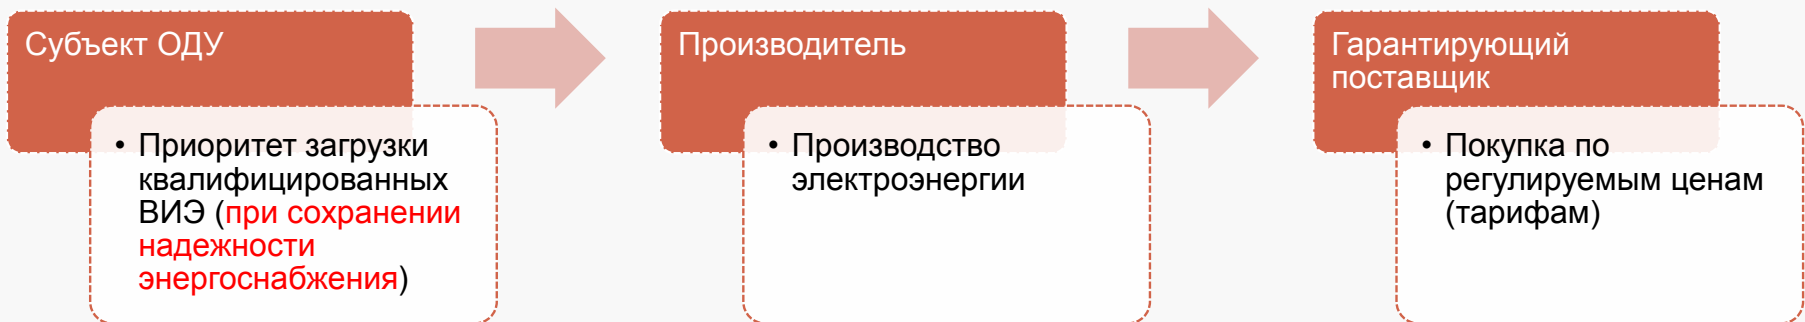 Субъект ОДУ
• Приоритет загрузки
квалифицированных
ВИЭ (при сохранении
надежности
энергоснабжения)
Производитель
• Производство
электроэнергии
Гарантирующий
поставщик
• Покупка по
регулируемым ценам
(тарифам)